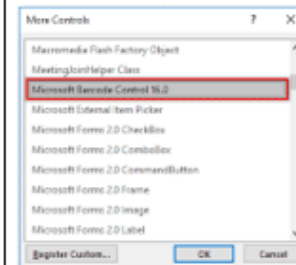 More Controls ? X
Macromedia Flash Factory Object
MeetingJoinHelper Class
Microsoft Barcode Control 16.0
Microsoft External Item Picker
Microsoft Forms 2.0 CheckBox
Microsoft Forms 2.0 ComboBox
Microsoft Forms 2.0 CommandButton
Microsoft Forms 2.0 Frame
Microsoft Forms 2.0 Image
Microsoft Forms 2.0 Label
Register Custom... OK Cancel